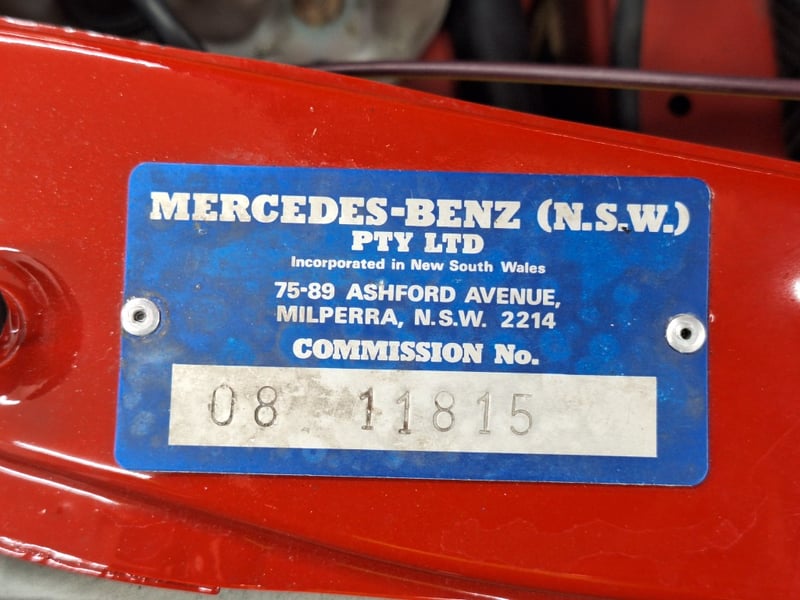 MERCEDES-BENZ (N.S.W.)
PTY LTD
Incorporated in New South Wales
75-89 ASHFORD AVENUE,
MILPERRA, N.S.W. 2214
COMMISSION No.
08 11815